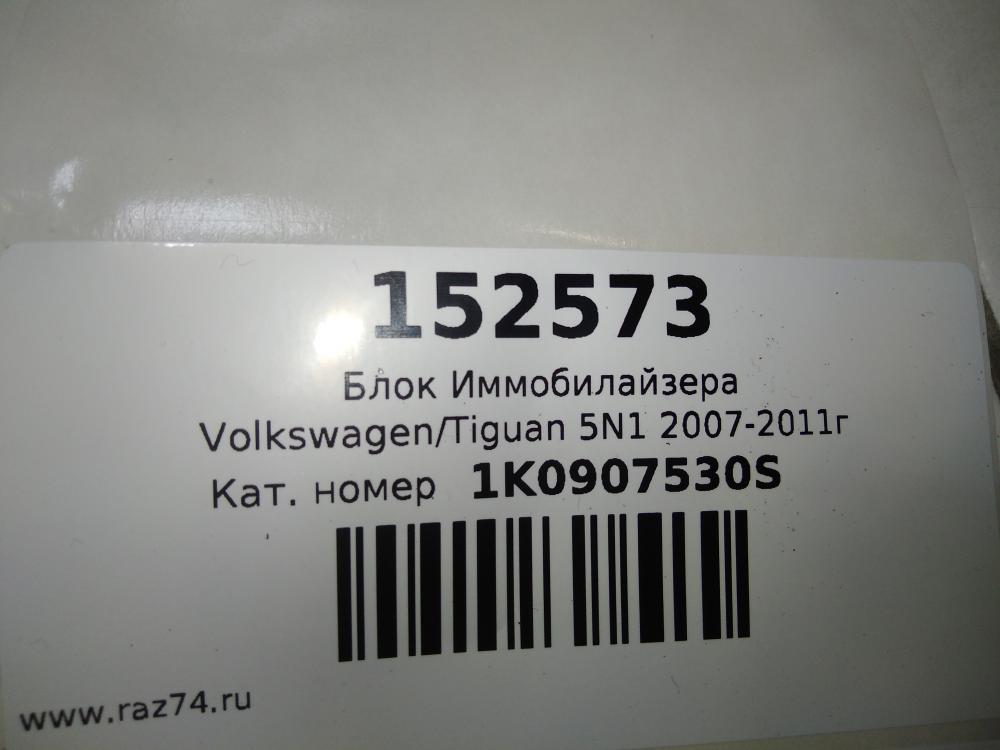 152573
Блок Иммобилайзера
Volkswagen/Tiguan 5N1 2007-2011г
Кат. номер 1K0907530S
www.raz74.ru